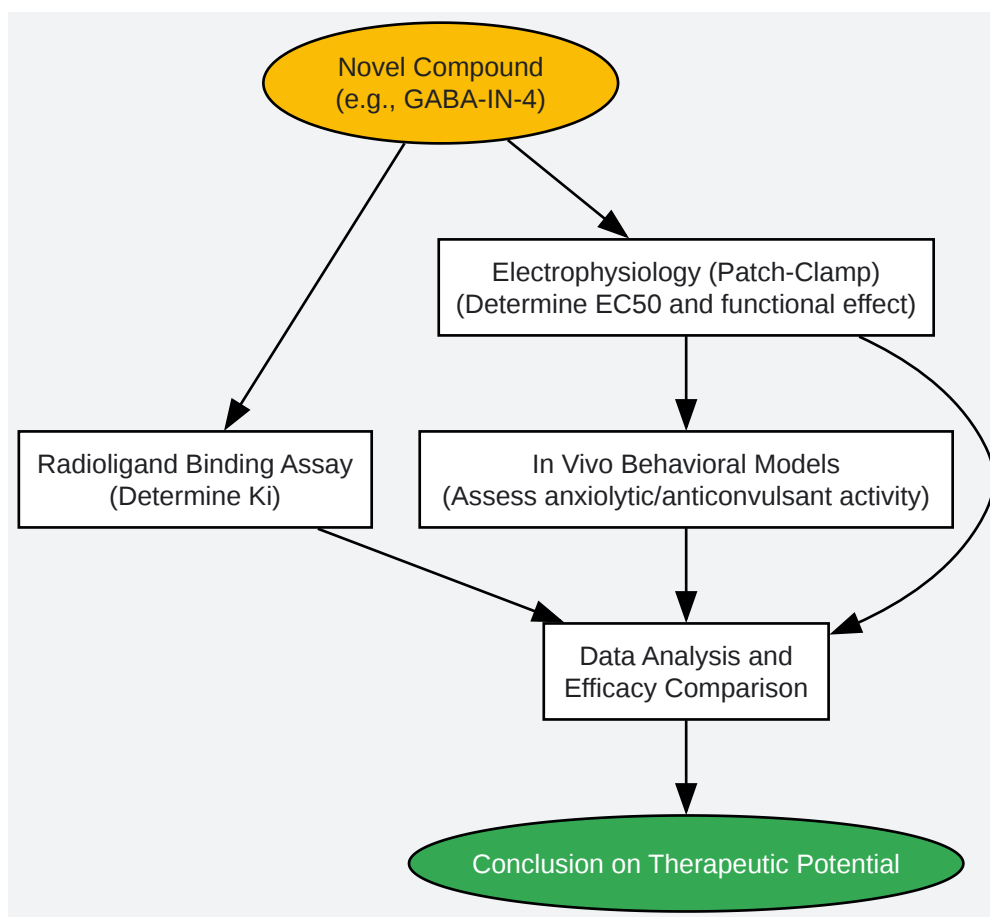 Novel Compound
(e.g., GABA-IN-4)
Electrophysiology (Patch-Clamp)
(Determine EC50 and functional effect)
Radioligand Binding Assay
(Determine Ki)
In Vivo Behavioral Models
(Assess anxiolytic/anticonvulsant activity)
Data Analysis and
Efficacy Comparison
Conclusion on Therapeutic Potential